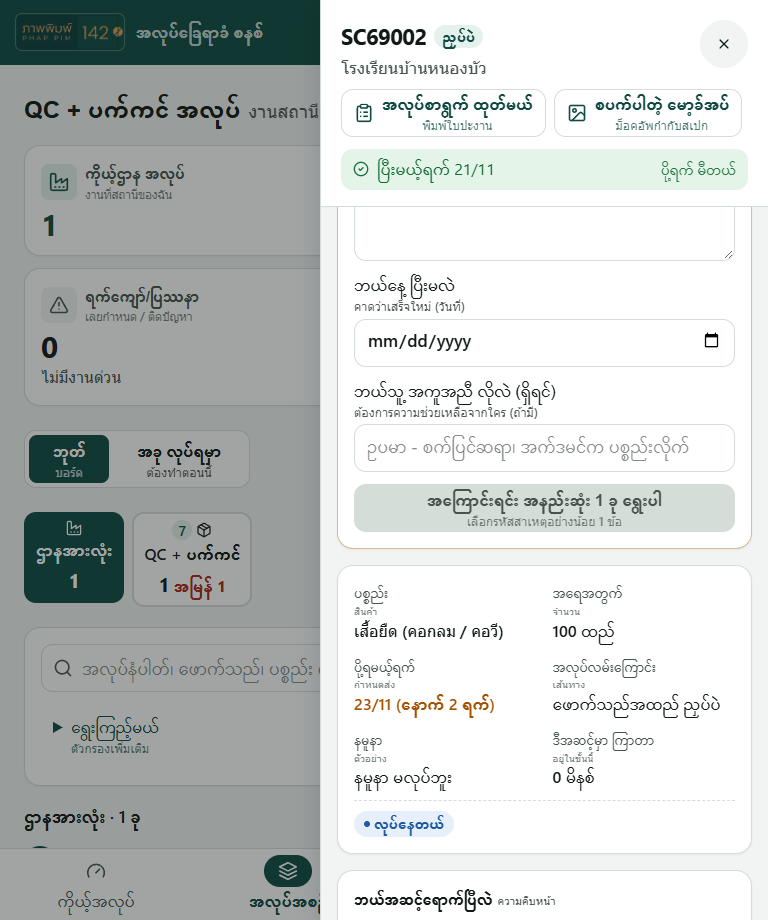 ภาพพิมพ์
PHAP PIM
142
အလုပ်ခြေရာခံ စနစ်
QC + ပက်ကင် အလုပ်
งานสถานี
ကိုယ့်ဌာန အလုပ်
งานที่สถานีของฉัน
1
ရက်ကျော်/ပြဿနာ
เลยกำหนด / ติดปัญหา
0
ไม่มีงานด่วน
ဘုတ်
บอร์ด
အခု လုပ်ရမှာ
ต้องทำตอนนี้
ဌာနအားလုံး
1
7
QC + ပက်ကင်
1 အမြန် 1
အလုပ်နံပါတ်၊ ဖောက်သည်၊ ပစ္စည်း
ရွေးကြည့်မယ်
ตัวกรองเพิ่มเติม
ဌာနအားလုံး · 1 ခု
ကိုယ့်အလုပ်
SC69002
ညှပ်ပဲ
โรงเรียนบ้านหนองบัว
အလုပ်စာရွက် ထုတ်မယ်
พิมพ์ใบปะงาน
စပက်ပါတဲ့ မော့ခ်အပ်
ม็อคอัพกำกับสเปก
ပြီးမယ့်ရက် 21/11
ပို့ရက် မီတယ်
ဘယ်နေ့ ပြီးမလဲ
คาดว่าเสร็จใหม่ (วันที่)
mm/dd/yyyy
ဘယ်သူ့ အကူအညီ လိုလဲ (ရှိရင်)
ต้องการความช่วยเหลือจากใคร (ถ้ามี)
ဥပမာ - စက်ပြင်ဆရာ၊ အက်ဒမင်က ပစ္စည်းလိုက်
အကြောင်းရင်း အနည်းဆုံး 1 ခု ရွေးပါ
เลือกรหัสสาเหตุอย่างน้อย 1 ข้อ
ပစ္စည်း
สินค้า
เสื้อยืด (คอกลม / คอวี)
အရေအတွက်
จำนวน
100 ထည်
ပို့ရမယ့်ရက်
กำหนดส่ง
23/11 (နောက် 2 ရက်)
အလုပ်လမ်းကြောင်း
เส้นทาง
ဖောက်သည်အထည် ညှပ်ပဲ
နမူနာ
ตัวอย่าง
နမူနာ မလုပ်ဘူး
ဒီအဆင့်မှာ ကြာတာ
อยู่ในขั้นนี้
0 မိနစ်
လုပ်နေတယ်
ဘယ်အဆင့်ရောက်ပြီလဲ ความคืบหน้า